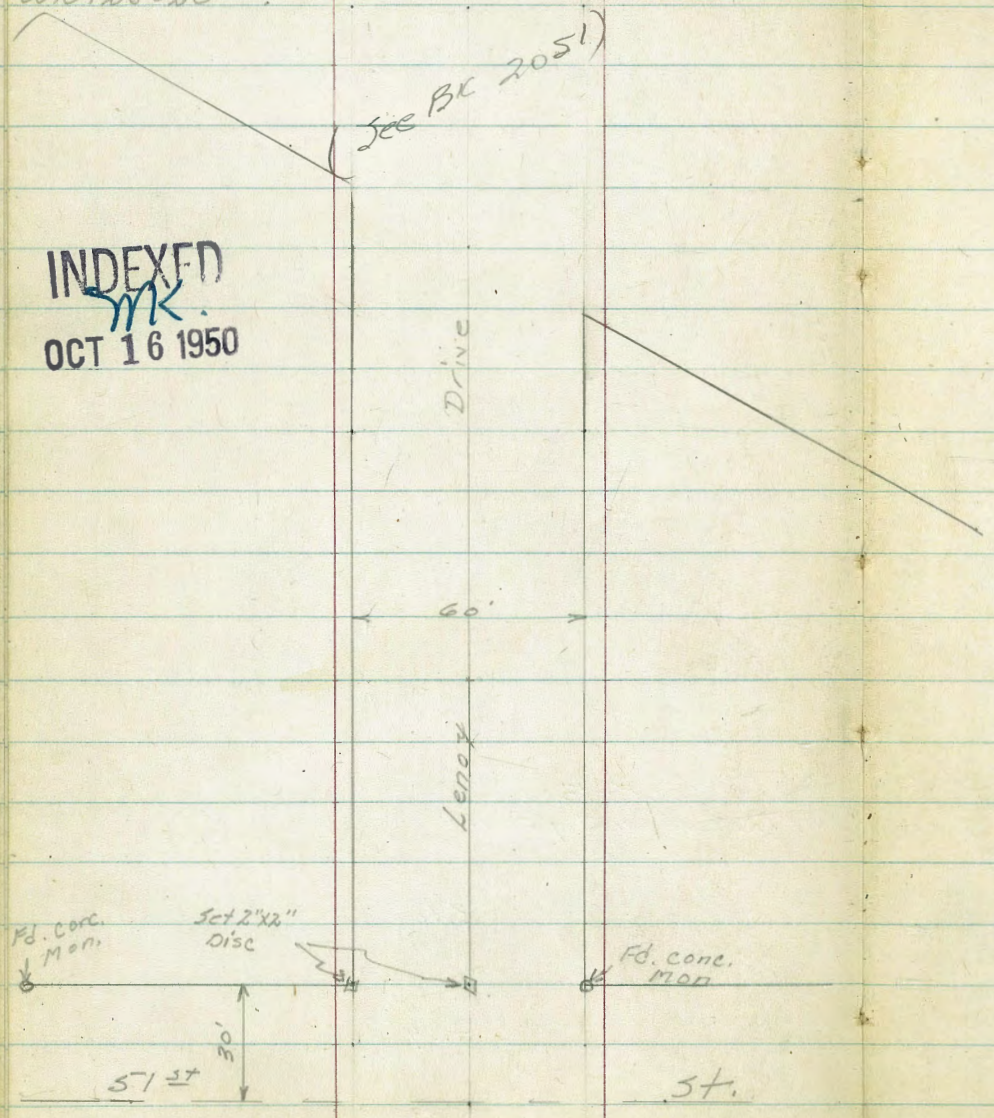 (See BK 2051)
INDEXED
MK.
OCT 16 1950
Drive
60'
Lenox
Fd. conc.
Mon.
Set 2"x2"
Disc
Fd. conc.
mon
30'
51st St.